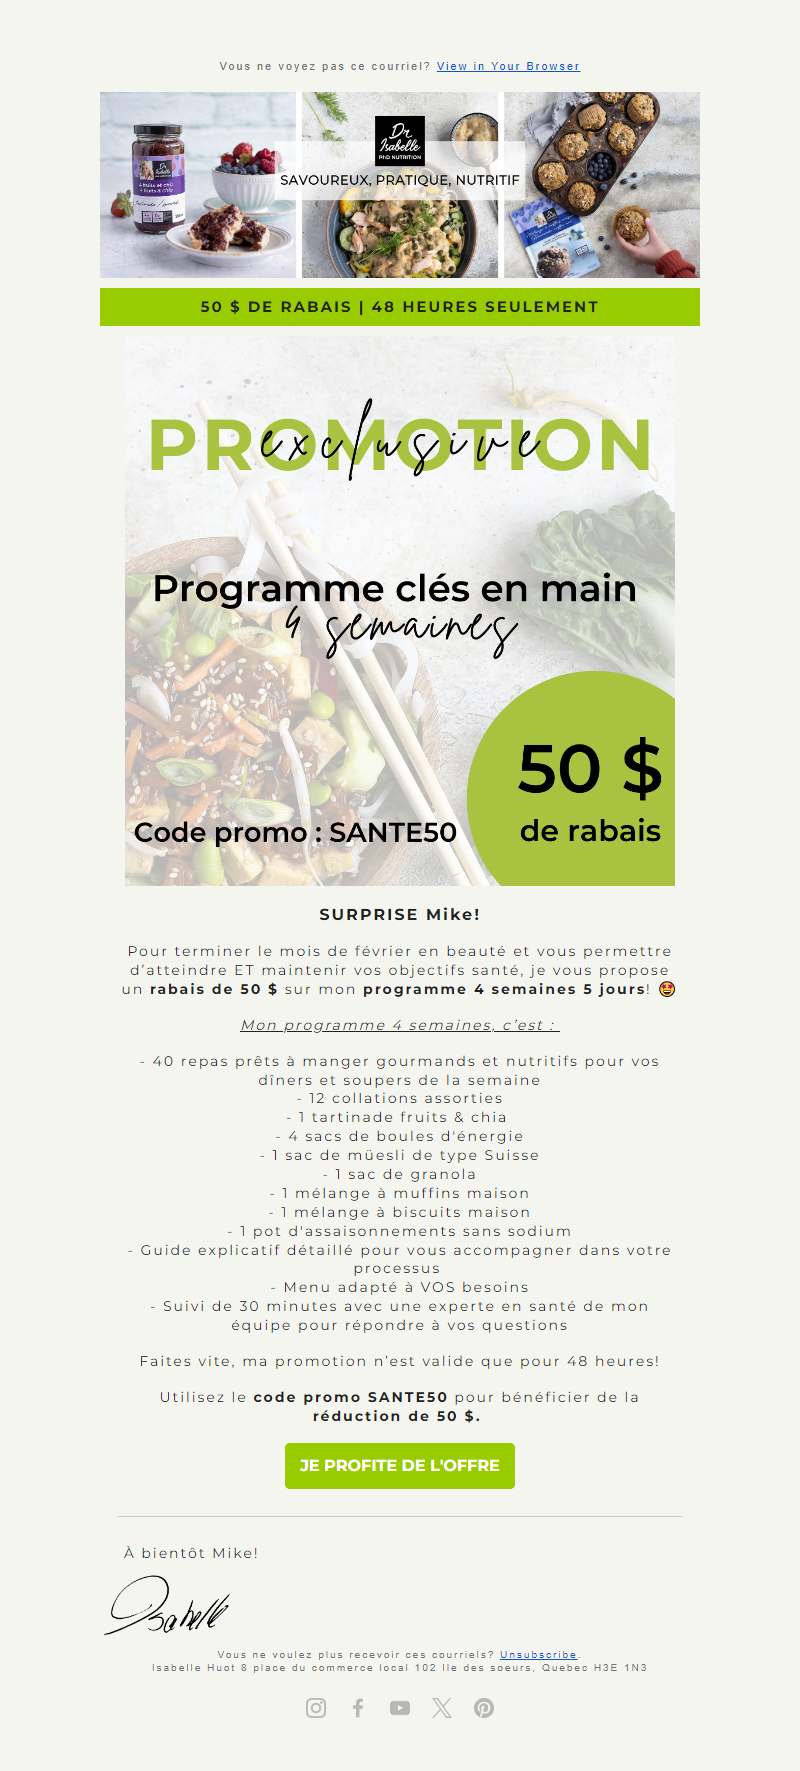 Vous ne voyez pas ce courriel? View in Your Browser
Dr
Isabelle
PhD NUTRITION
SAVOUREUX, PRATIQUE, NUTRITIF
Dr
Isabelle
4 fruits et chia
4 fruits & chia
50 $ DE RABAIS | 48 HEURES SEULEMENT
PROMOTION
exclusive
Programme clés en main
4 semaines
50 $
de rabais
Code promo : SANTE50
SURPRISE Mike!
Pour terminer le mois de février en beauté et vous permettre
d’atteindre ET maintenir vos objectifs santé, je vous propose
un rabais de 50 $ sur mon programme 4 semaines 5 jours! 🤩
Mon programme 4 semaines, c’est :
- 40 repas prêts à manger gourmands et nutritifs pour vos
dîners et soupers de la semaine
- 12 collations assorties
- 1 tartinade fruits & chia
- 4 sacs de boules d'énergie
- 1 sac de müesli de type Suisse
- 1 sac de granola
- 1 mélange à muffins maison
- 1 mélange à biscuits maison
- 1 pot d'assaisonnements sans sodium
- Guide explicatif détaillé pour vous accompagner dans votre
processus
- Menu adapté à VOS besoins
- Suivi de 30 minutes avec une experte en santé de mon
équipe pour répondre à vos questions
Faites vite, ma promotion n’est valide que pour 48 heures!
Utilisez le code promo SANTE50 pour bénéficier de la
réduction de 50 $.
JE PROFITE DE L'OFFRE
À bientôt Mike!
Isabelle
Vous ne voulez plus recevoir ces courriels? Unsubscribe.
Isabelle Huot 8 place du commerce local 102 Ile des soeurs, Quebec H3E 1N3